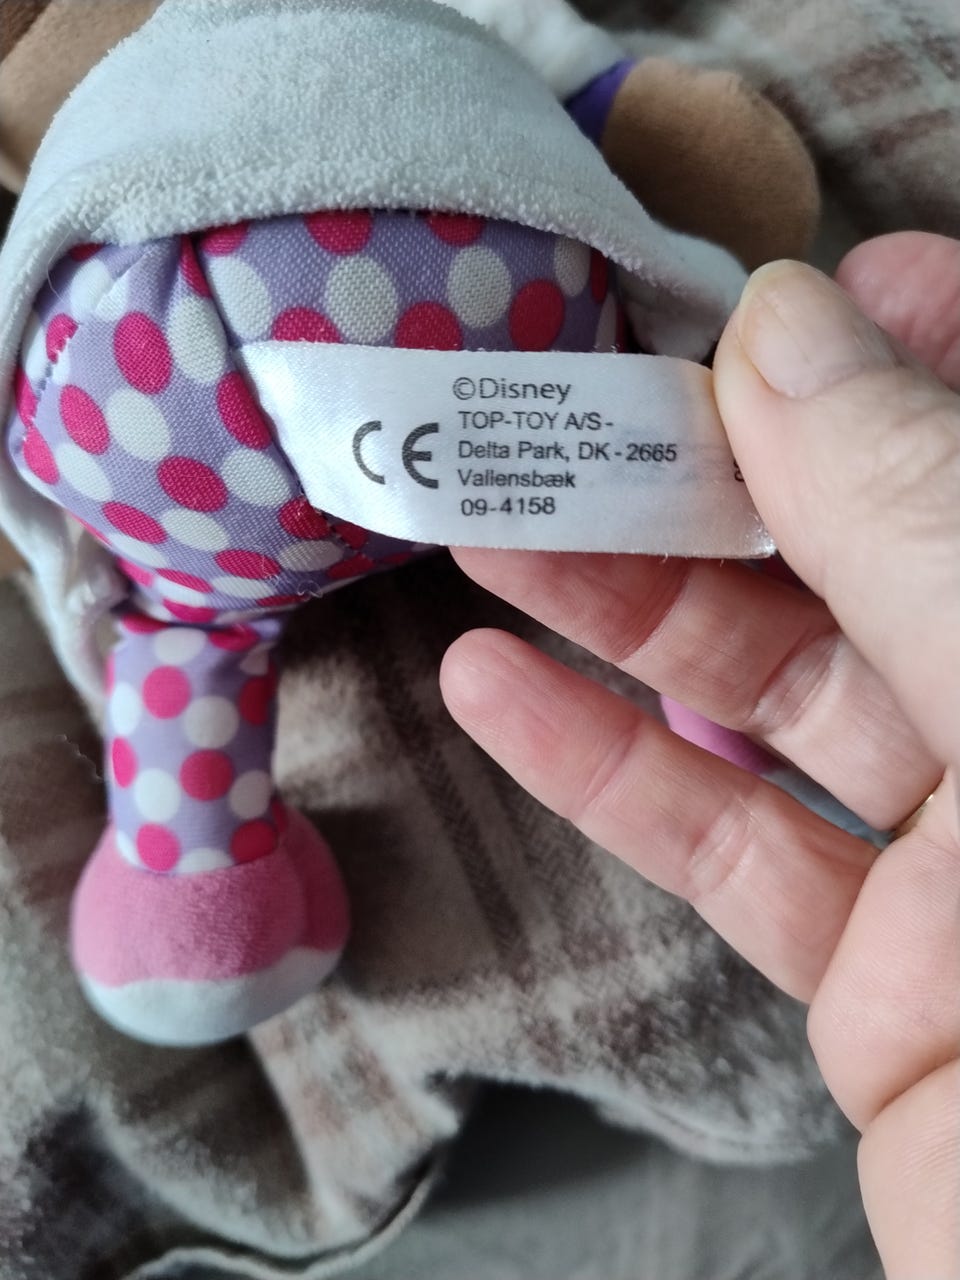 ©Disney
CE
TOP-TOY A/S-
Delta Park, DK-2665
Vallensbæk
09-4158